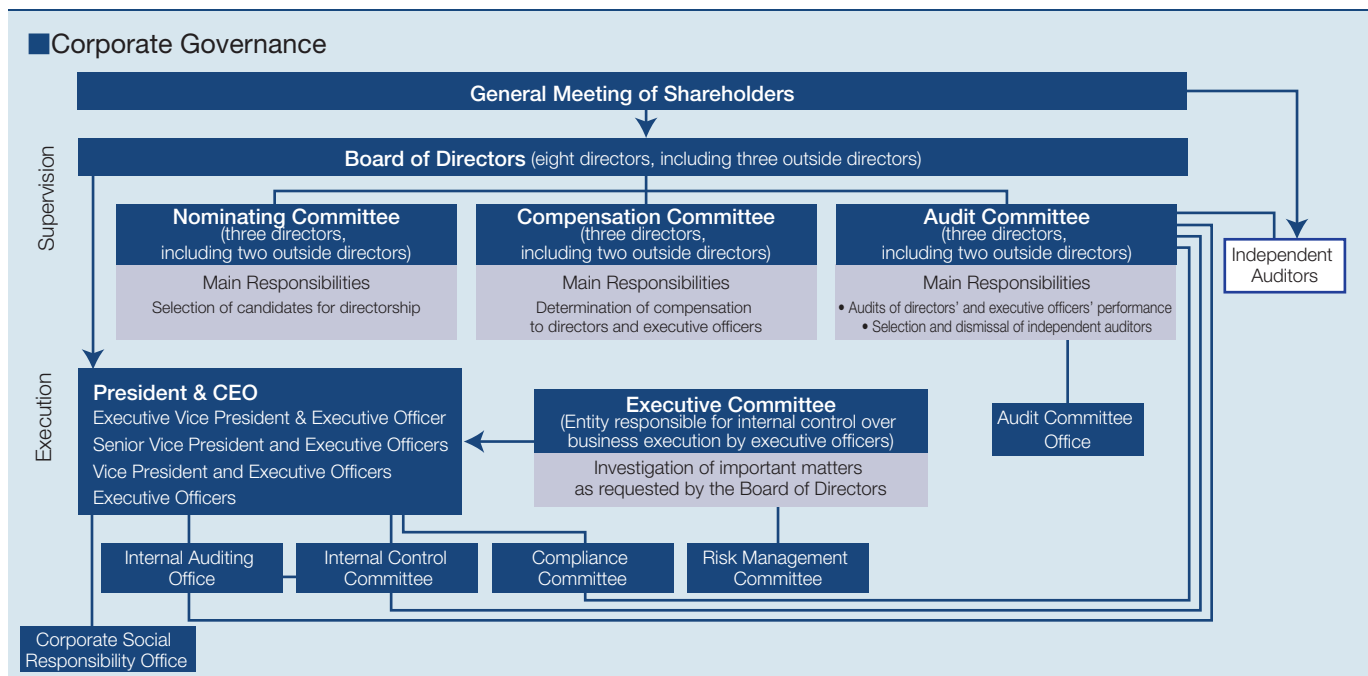 Corporate Governance
General Meeting of Shareholders
Supervision
Board of Directors (eight directors, including three outside directors)
Nominating Committee
(three directors,
including two outside directors)
Main Responsibilities
Selection of candidates for directorship
Compensation Committee
(three directors,
including two outside directors)
Main Responsibilities
Determination of compensation
to directors and executive officers
Audit Committee
(three directors,
including two outside directors)
Main Responsibilities
• Audits of directors’ and executive officers’ performance
• Selection and dismissal of independent auditors
Independent
Auditors
Execution
President & CEO
Executive Vice President & Executive Officer
Senior Vice President and Executive Officers
Vice President and Executive Officers
Executive Officers
Executive Committee
(Entity responsible for internal control over
business execution by executive officers)
Investigation of important matters
as requested by the Board of Directors
Audit Committee
Office
Internal Auditing
Office
Internal Control
Committee
Compliance
Committee
Risk Management
Committee
Corporate Social
Responsibility Office